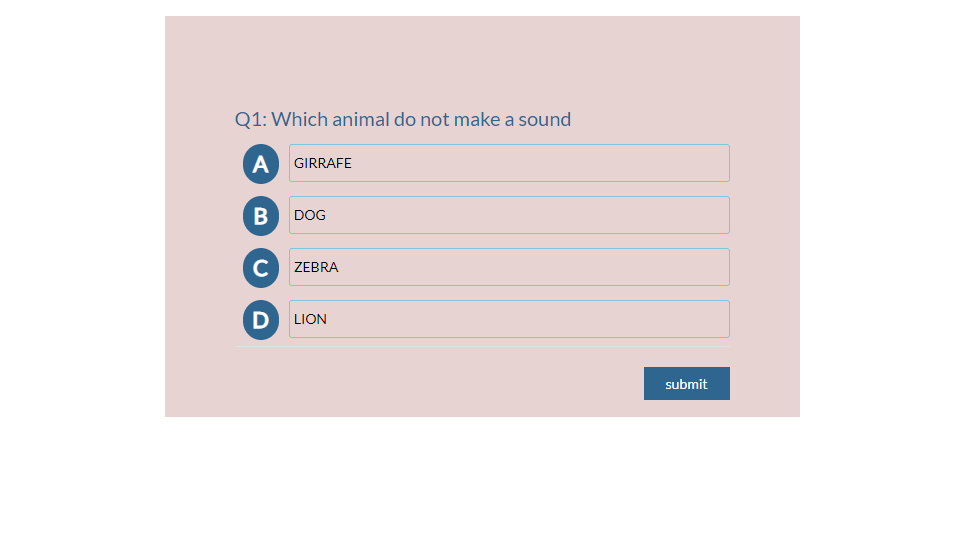 Q1: Which animal do not make a sound
A GIRRAFE
B DOG
C ZEBRA
D LION
submit